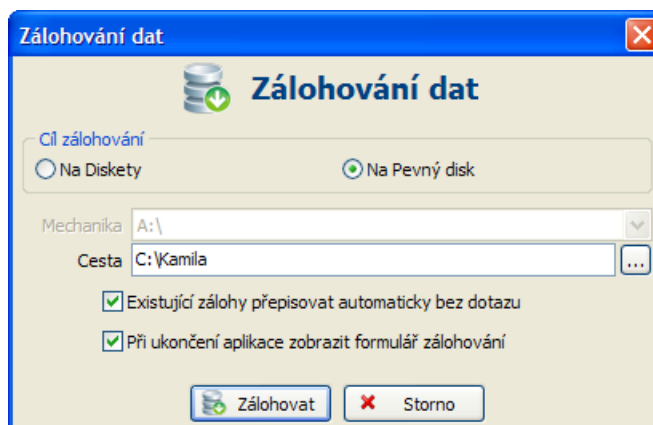 Zálohování dat
Zálohování dat
Cíl zálohování
Na Diskety
Na Pevný disk
Mechanika A:\
Cesta C:\Kamila ...
Existující zálohy přepisovat automaticky bez dotazu
Při ukončení aplikace zobrazit formulář zálohování
Zálohovat Storno